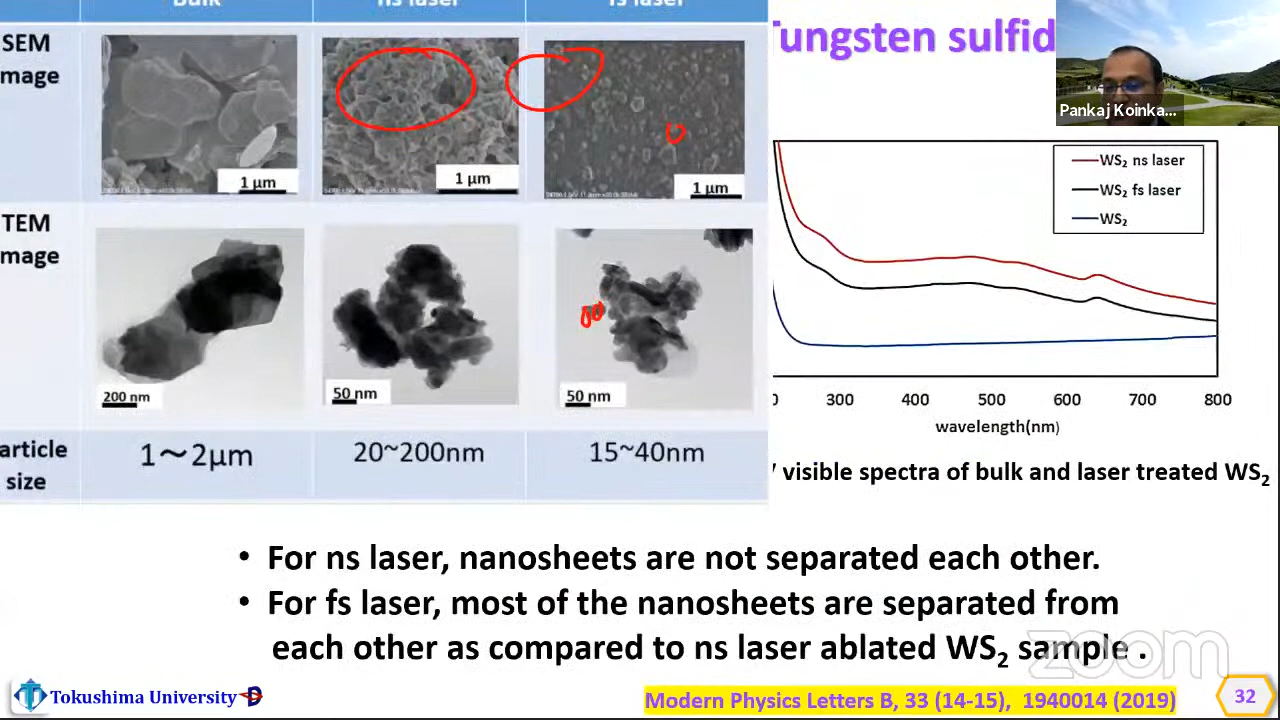 Bulk
ns laser
fs laser
Tungsten sulfid
Pankaj Koinka...
SEM
mage
1 μm
1 μm
1 μm
TEM
mage
200 nm
50 nm
50 nm
article
size
1～2μm
20~200nm
15~40nm
WS₂ ns laser
WS₂ fs laser
WS₂
0 300 400 500 600 700 800
wavelength(nm)
visible spectra of bulk and laser treated WS₂
• For ns laser, nanosheets are not separated each other.
• For fs laser, most of the nanosheets are separated from
each other as compared to ns laser ablated WS₂ sample .
zoom
Tokushima University
Modern Physics Letters B, 33 (14-15), 1940014 (2019)
32